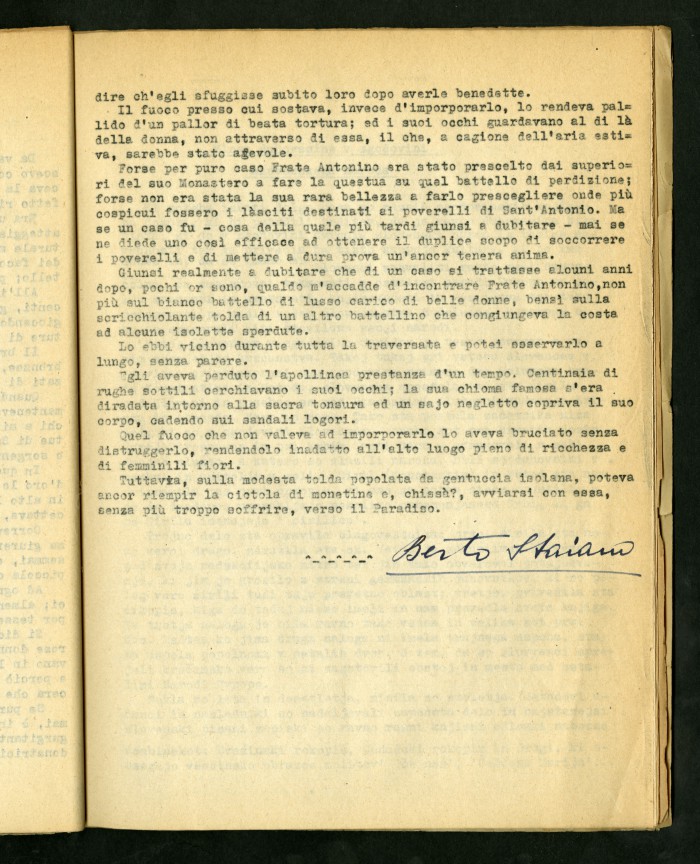 dire ch'egli sfuggisse subito loro dopo averle benedette.
Il fuoco presso cui sostava, invece d'imporporarlo, lo rendeva pal=
lido d'un pallor di beata tortura; ed i suoi occhi guardavano al di là
della donna, non attraverso di essa, il che, a cagione dell'aria esti=
va, sarebbe stato agevole.
Forse per puro caso Frate Antonino era stato prescelto dai superio=
ri del suo Monastero a fare la questua su quel battello di perdizione;
forse non era stata la sua rara bellezza a farlo prescegliere onde più
cospicui fossero i làsciti destinati ai poverelli di Sant'Antonio. Ma
se un caso fu - cosa della quale più tardi giunsi a dubitare - mai se
ne diede uno così efficace ad ottenere il duplice scopo di soccorrere
i poverelli e di mettere a dura prova un'ancor tenera anima.
Giunsi realmente a dubitare che di un caso si trattasse alcuni anni
dopo, pochi or sono, qualdo m'accadde d'incontrare Frate Antonino,non
più sul bianco battello di lusso carico di belle donne, bensì sulla
scricchiolante tolda di un altro battellino che congiungeva la costa
ad alcune isolette sperdute.
Lo ebbi vicino durante tutta la traversata e potei osservarlo a
lungo, senza parere.
Egli aveva perduto l'apollinea prestanza d'un tempo. Centinaia di
rughe sottili cerchiavano i suoi occhi; la sua chioma famosa s'era
diradata intorno alla sacra tonsura ed un sajo negletto copriva il suo
corpo, cadendo sui sandali logori.
Quel fuoco che non valeva ad imporporarlo lo aveva bruciato senza
distruggerlo, rendendolo inadatto all'alto luogo pieno di ricchezza e
di femminili fiori.
Tuttavia, sulla modesta tolda popolata da gentuccia isolana, poteva
ancor riempir la ciotola di monetine e, chissà?, avviarsi con essa,
senza più troppo soffrire, verso il Paradiso.
^_^_^_^_^ Berto Staiano